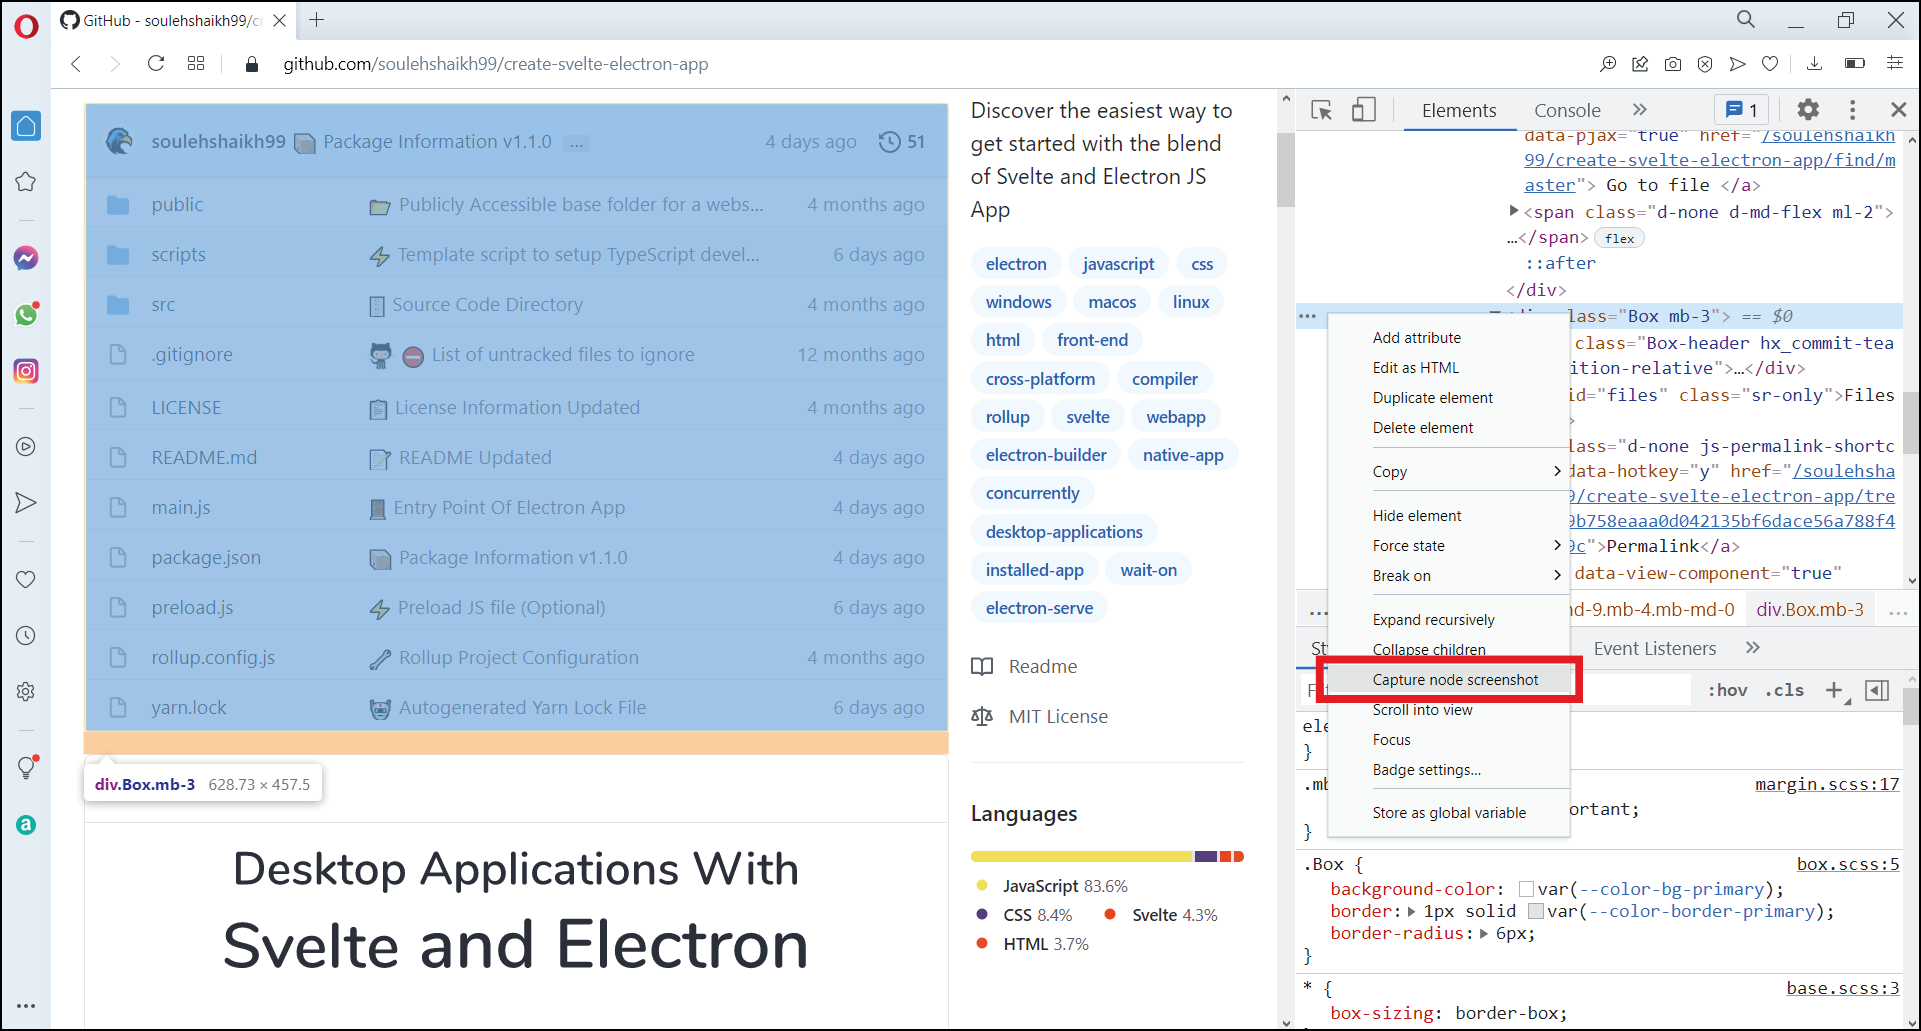 GitHub - soulehshaikh99/cr
github.com/soulehshaikh99/create-svelte-electron-app
soulehshaikh99 Package Information v1.1.0 ... 4 days ago 51
public Publicly Accessible base folder for a webs... 4 months ago
scripts Template script to setup TypeScript devel... 6 days ago
src Source Code Directory 4 months ago
.gitignore List of untracked files to ignore 12 months ago
LICENSE License Information Updated 4 months ago
README.md README Updated 4 days ago
main.js Entry Point Of Electron App 4 days ago
package.json Package Information v1.1.0 4 days ago
preload.js Preload JS file (Optional) 6 days ago
rollup.config.js Rollup Project Configuration 4 months ago
yarn.lock Autogenerated Yarn Lock File 6 days ago
div.Box.mb-3 628.73 × 457.5
Desktop Applications With
Svelte and Electron
Discover the easiest way to
get started with the blend
of Svelte and Electron JS
App
electron javascript css
windows macos linux
html front-end
cross-platform compiler
rollup svelte webapp
electron-builder native-app
concurrently
desktop-applications
installed-app wait-on
electron-serve
Readme
MIT License
Languages
JavaScript 83.6%
CSS 8.4% Svelte 4.3%
HTML 3.7%
Elements Console » 1
data-pjax="true" href="/soulehshaikh
99/create-svelte-electron-app/find/m
aster"> Go to file </a>
<span class="d-none d-md-flex ml-2">
…</span> flex
::after
</div>
lass="Box mb-3"> == $0
class="Box-header hx_commit-tea
ition-relative">…</div>
id="files" class="sr-only">Files
>
lass="d-none js-permalink-shortc
data-hotkey="y" href="/soulehsha
9/create-svelte-electron-app/tre
9b758eaaa0d042135bf6dace56a788f4
9c">Permalink</a>
data-view-component="true"
... nd-9.mb-4.mb-md-0 div.Box.mb-3 ...
St Event Listeners »
:hov .cls +
Add attribute
Edit as HTML
Duplicate element
Delete element
Copy
Hide element
Force state
Break on
Expand recursively
Collapse children
Capture node screenshot
Scroll into view
Focus
Badge settings...
Store as global variable
ele
}
.mb margin.scss:17
ortant;
}
.Box { box.scss:5
background-color: var(--color-bg-primary);
border: 1px solid var(--color-border-primary);
border-radius: 6px;
}
* { base.scss:3
box-sizing: border-box;